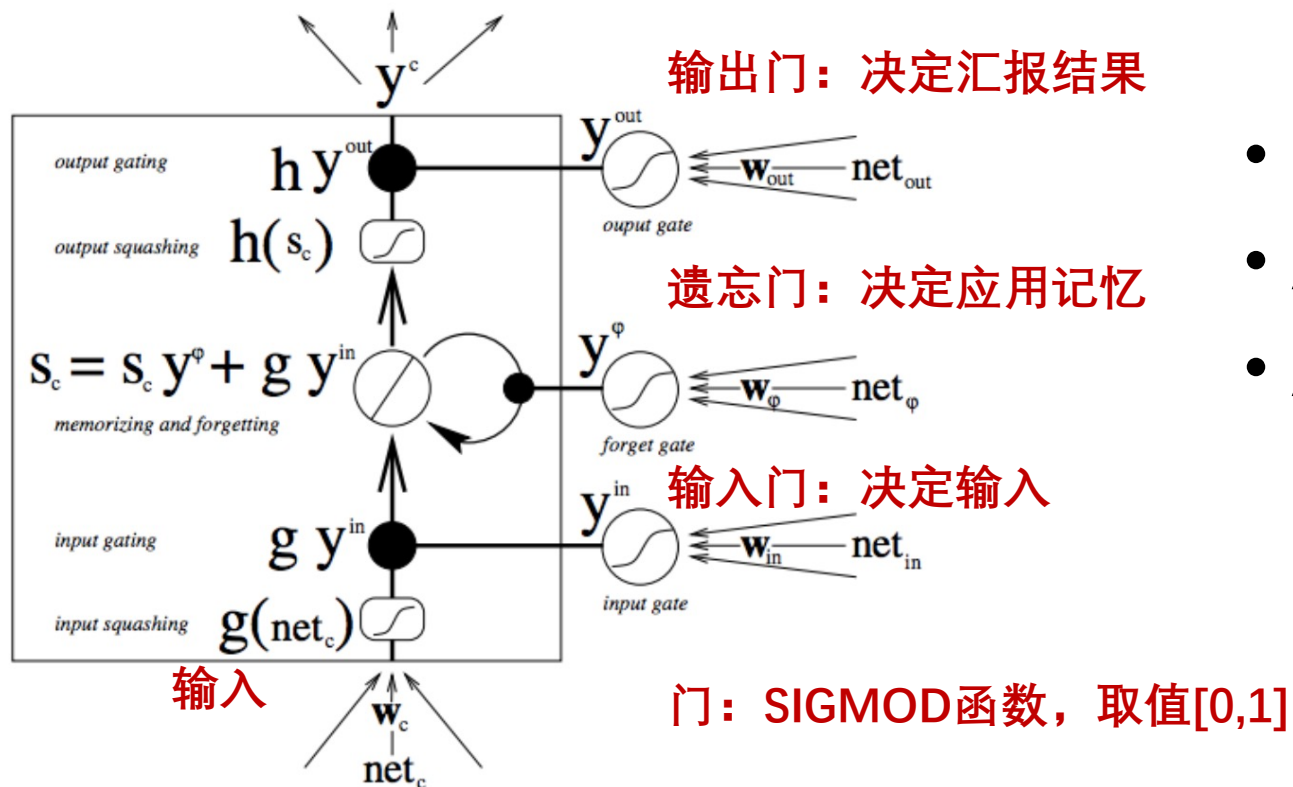 y^c
输出门：决定汇报结果
output gating
h y^out
y^out
w_out
net_out
ouput gate
output squashing
h(s_c)
遗忘门：决定应用记忆
s_c = s_c y^φ + g y^in
memorizing and forgetting
y^φ
w_φ
net_φ
forget gate
输入门：决定输入
input gating
g y^in
y^in
w_in
net_in
input gate
input squashing
g(net_c)
输入
w_c
net_c
门：SIGMOD函数，取值[0,1]